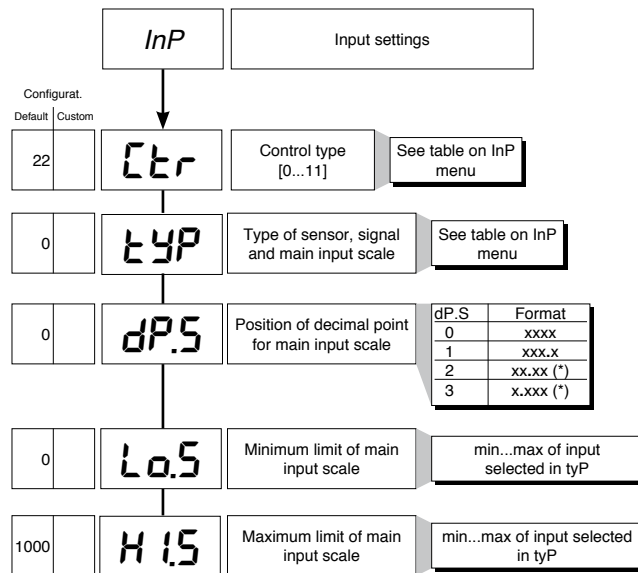 InP
Input settings
Configurat.
Default Custom
22
Ctr
Control type
[0...11]
See table on InP
menu
0
tYP
Type of sensor, signal
and main input scale
See table on InP
menu
0
dP.S
Position of decimal point
for main input scale
dP.S Format
0 xxxx
1 xxx.x
2 xx.xx (*)
3 x.xxx (*)
0
Lo.S
Minimum limit of main
input scale
min...max of input
selected in tyP
1000
HI.S
Maximum limit of main
input scale
min...max of input selected
in tyP